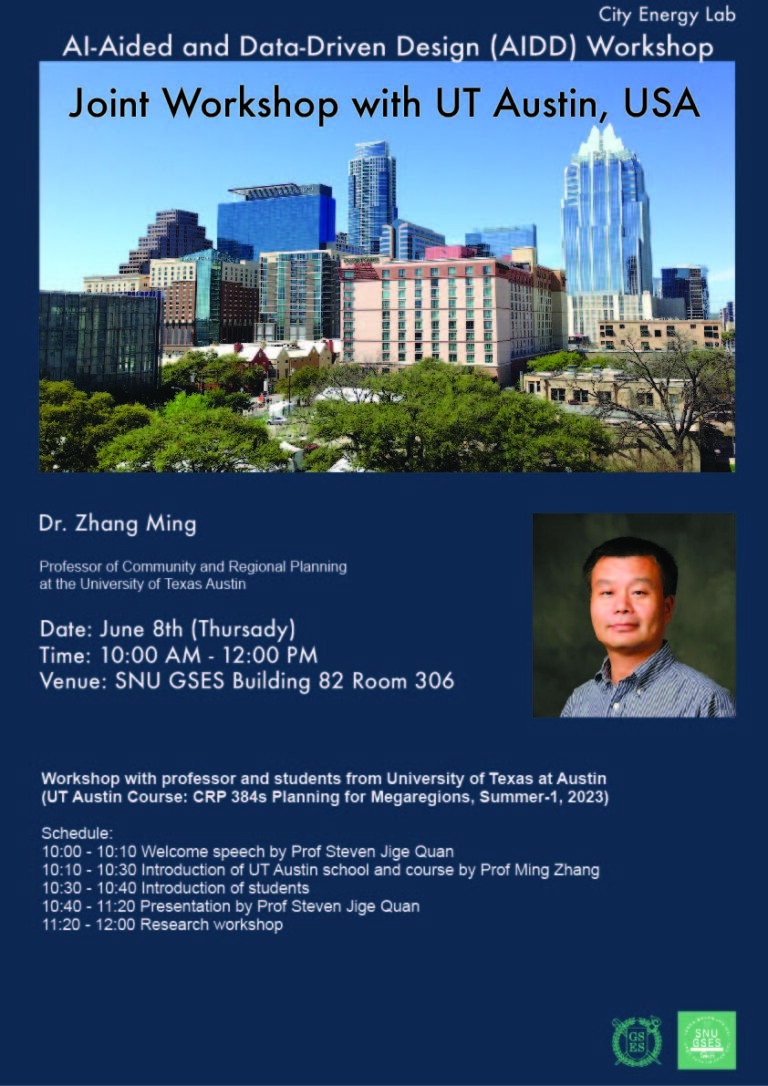 City Energy Lab
AI-Aided and Data-Driven Design (AIDD) Workshop
Joint Workshop with UT Austin, USA
Dr. Zhang Ming
Professor of Community and Regional Planning
at the University of Texas Austin
Date: June 8th (Thursady)
Time: 10:00 AM - 12:00 PM
Venue: SNU GSES Building 82 Room 306
Workshop with professor and students from University of Texas at Austin
(UT Austin Course: CRP 384s Planning for Megaregions, Summer-1, 2023)
Schedule:
10:00 - 10:10 Welcome speech by Prof Steven Jige Quan
10:10 - 10:30 Introduction of UT Austin school and course by Prof Ming Zhang
10:30 - 10:40 Introduction of students
10:40 - 11:20 Presentation by Prof Steven Jige Quan
11:20 - 12:00 Research workshop
GS
ES
SNU
GSES